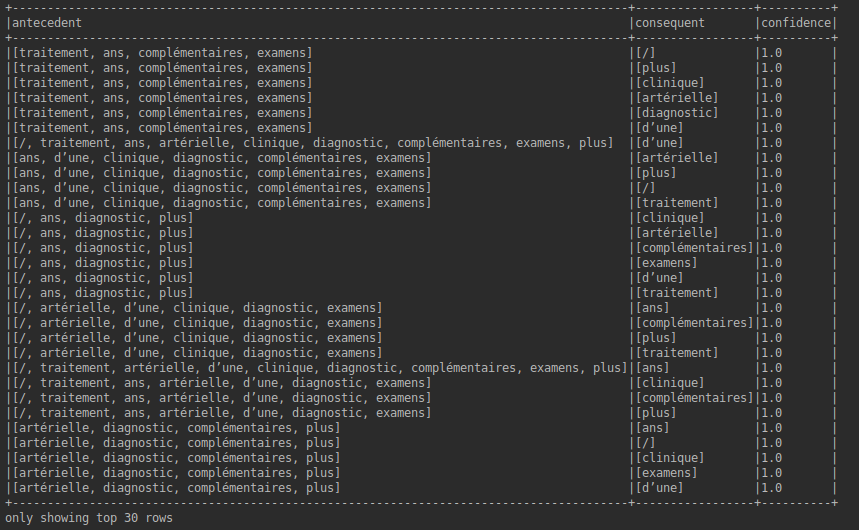 +----------------------------------------------------------------------------------------+-----------------+----------+
|antecedent                                                                              |consequent       |confidence|
+----------------------------------------------------------------------------------------+-----------------+----------+
|[traitement, ans, complémentaires, examens]                                             |[/]              |1.0       |
|[traitement, ans, complémentaires, examens]                                             |[plus]           |1.0       |
|[traitement, ans, complémentaires, examens]                                             |[clinique]       |1.0       |
|[traitement, ans, complémentaires, examens]                                             |[artérielle]     |1.0       |
|[traitement, ans, complémentaires, examens]                                             |[diagnostic]     |1.0       |
|[traitement, ans, complémentaires, examens]                                             |[d’une]          |1.0       |
|[/, traitement, ans, artérielle, clinique, diagnostic, complémentaires, examens, plus]  |[d’une]          |1.0       |
|[ans, d’une, clinique, diagnostic, complémentaires, examens]                            |[artérielle]     |1.0       |
|[ans, d’une, clinique, diagnostic, complémentaires, examens]                            |[plus]           |1.0       |
|[ans, d’une, clinique, diagnostic, complémentaires, examens]                            |[/]              |1.0       |
|[ans, d’une, clinique, diagnostic, complémentaires, examens]                            |[traitement]     |1.0       |
|[/, ans, diagnostic, plus]                                                              |[clinique]       |1.0       |
|[/, ans, diagnostic, plus]                                                              |[artérielle]     |1.0       |
|[/, ans, diagnostic, plus]                                                              |[complémentaires]|1.0       |
|[/, ans, diagnostic, plus]                                                              |[examens]        |1.0       |
|[/, ans, diagnostic, plus]                                                              |[d’une]          |1.0       |
|[/, ans, diagnostic, plus]                                                              |[traitement]     |1.0       |
|[/, artérielle, d’une, clinique, diagnostic, examens]                                   |[ans]            |1.0       |
|[/, artérielle, d’une, clinique, diagnostic, examens]                                   |[complémentaires]|1.0       |
|[/, artérielle, d’une, clinique, diagnostic, examens]                                   |[plus]           |1.0       |
|[/, artérielle, d’une, clinique, diagnostic, examens]                                   |[traitement]     |1.0       |
|[/, traitement, artérielle, d’une, clinique, diagnostic, complémentaires, examens, plus]|[ans]            |1.0       |
|[/, traitement, ans, artérielle, d’une, diagnostic, examens]                            |[clinique]       |1.0       |
|[/, traitement, ans, artérielle, d’une, diagnostic, examens]                            |[complémentaires]|1.0       |
|[/, traitement, ans, artérielle, d’une, diagnostic, examens]                            |[plus]           |1.0       |
|[artérielle, diagnostic, complémentaires, plus]                                         |[ans]            |1.0       |
|[artérielle, diagnostic, complémentaires, plus]                                         |[/]              |1.0       |
|[artérielle, diagnostic, complémentaires, plus]                                         |[clinique]       |1.0       |
|[artérielle, diagnostic, complémentaires, plus]                                         |[examens]        |1.0       |
|[artérielle, diagnostic, complémentaires, plus]                                         |[d’une]          |1.0       |
+----------------------------------------------------------------------------------------+-----------------+----------+
only showing top 30 rows